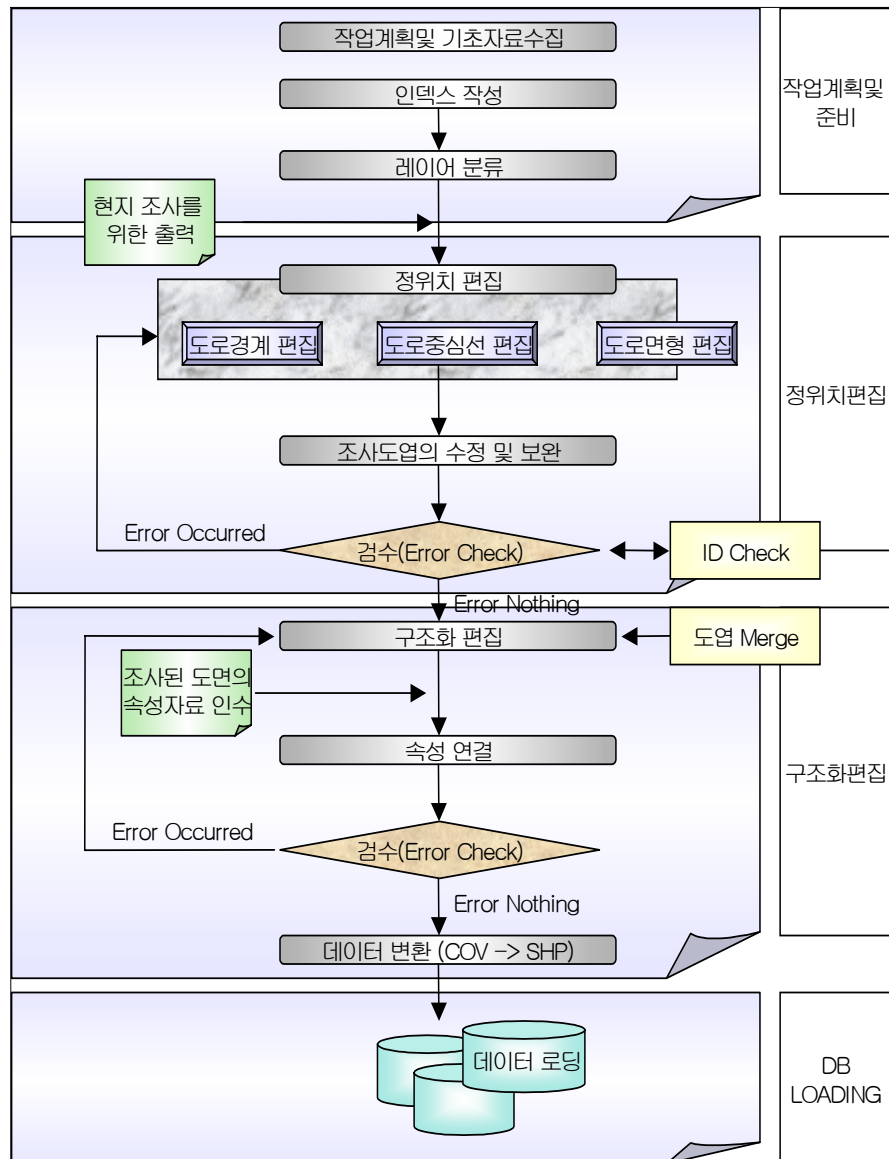 작업계획및 기초자료수집
인덱스 작성
레이어 분류
작업계획및
준비
현지 조사를
위한 출력
정위치 편집
도로경계 편집
도로중심선 편집
도로면형 편집
조사도엽의 수정 및 보완
정위치편집
Error Occurred
검수(Error Check)
ID Check
Error Nothing
구조화 편집
도엽 Merge
조사된 도면의
속성자료 인수
속성 연결
구조화편집
Error Occurred
검수(Error Check)
Error Nothing
데이터 변환 (COV -> SHP)
데이터 로딩
DB
LOADING